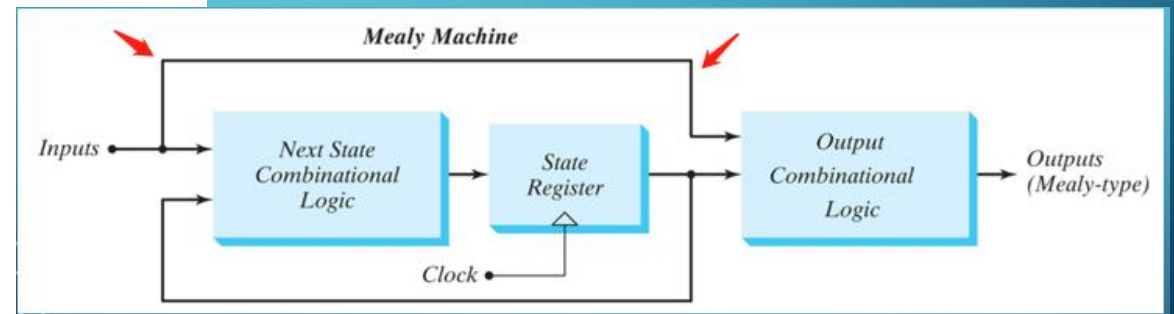 Mealy Machine
Inputs
Next State
Combinational
Logic
State
Register
Output
Combinational
Logic
Outputs
(Mealy-type)
Clock